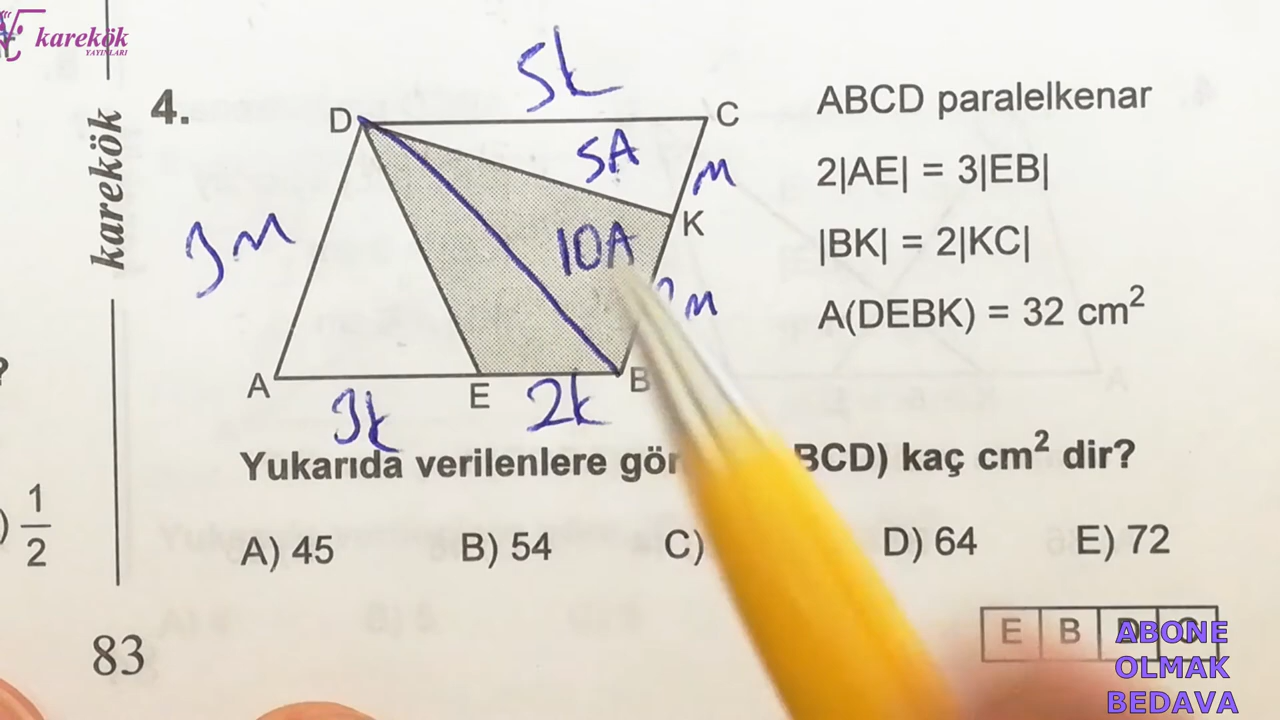 karekök
YAYINLARI
karekök
4.
D
C
K
A
E
B
5k
5A
M
3M
10A
M
3k
2k
ABCD paralelkenar
2|AE| = 3|EB|
|BK| = 2|KC|
A(DEBK) = 32 cm²
Yukarıda verilenlere gör BCD) kaç cm² dir?
A) 45
B) 54
C)
D) 64
E) 72
) 1/2
?
83
E B
ABONE
OLMAK
BEDAVA